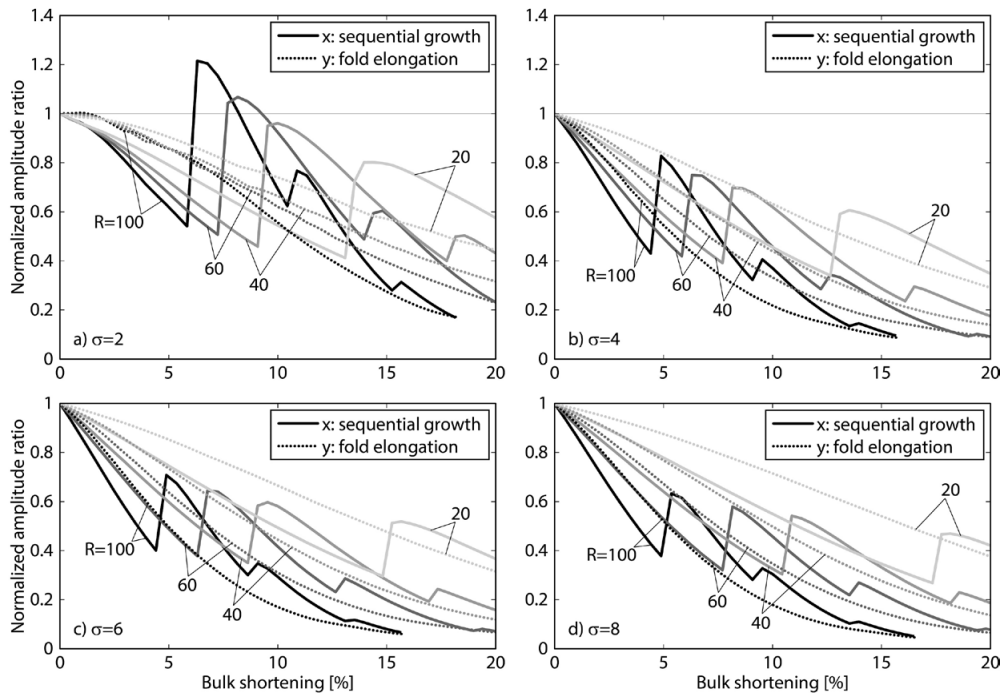 1.4
1.2
1
0.8
0.6
0.4
0.2
0
Normalized amplitude ratio
x: sequential growth
y: fold elongation
R=100
60
40
20
a) σ=2
0 5 10 15 20
1.4
1.2
1
0.8
0.6
0.4
0.2
0
x: sequential growth
y: fold elongation
R=100
60
40
20
b) σ=4
0 5 10 15 20
1
0.8
0.6
0.4
0.2
0
Normalized amplitude ratio
x: sequential growth
y: fold elongation
R=100
60
40
20
c) σ=6
0 5 10 15 20
Bulk shortening [%]
1
0.8
0.6
0.4
0.2
0
x: sequential growth
y: fold elongation
R=100
60
40
20
d) σ=8
0 5 10 15 20
Bulk shortening [%]